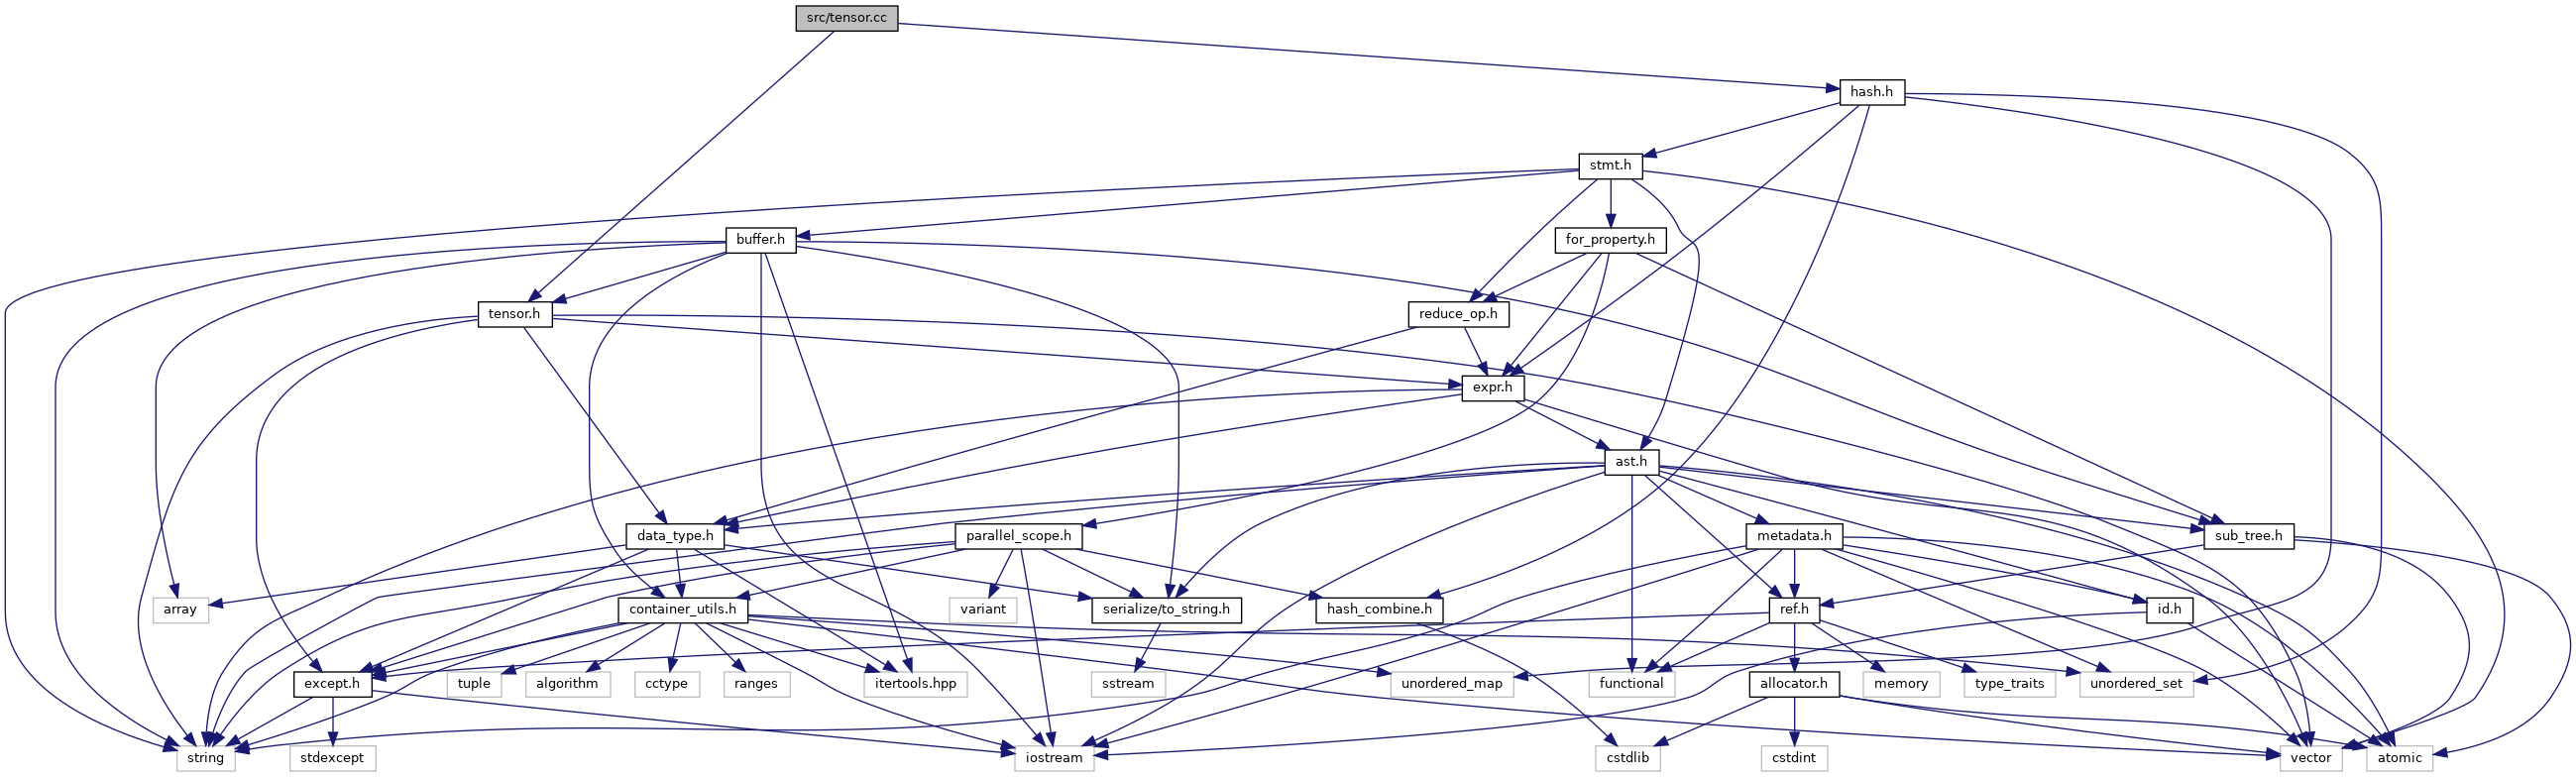 src/tensor.cc
hash.h
stmt.h
buffer.h
for_property.h
tensor.h
reduce_op.h
expr.h
ast.h
data_type.h
parallel_scope.h
metadata.h
sub_tree.h
array
container_utils.h
variant
serialize/to_string.h
hash_combine.h
ref.h
id.h
except.h
tuple
algorithm
cctype
ranges
itertools.hpp
sstream
unordered_map
functional
allocator.h
memory
type_traits
unordered_set
string
stdexcept
iostream
cstdlib
cstdint
vector
atomic